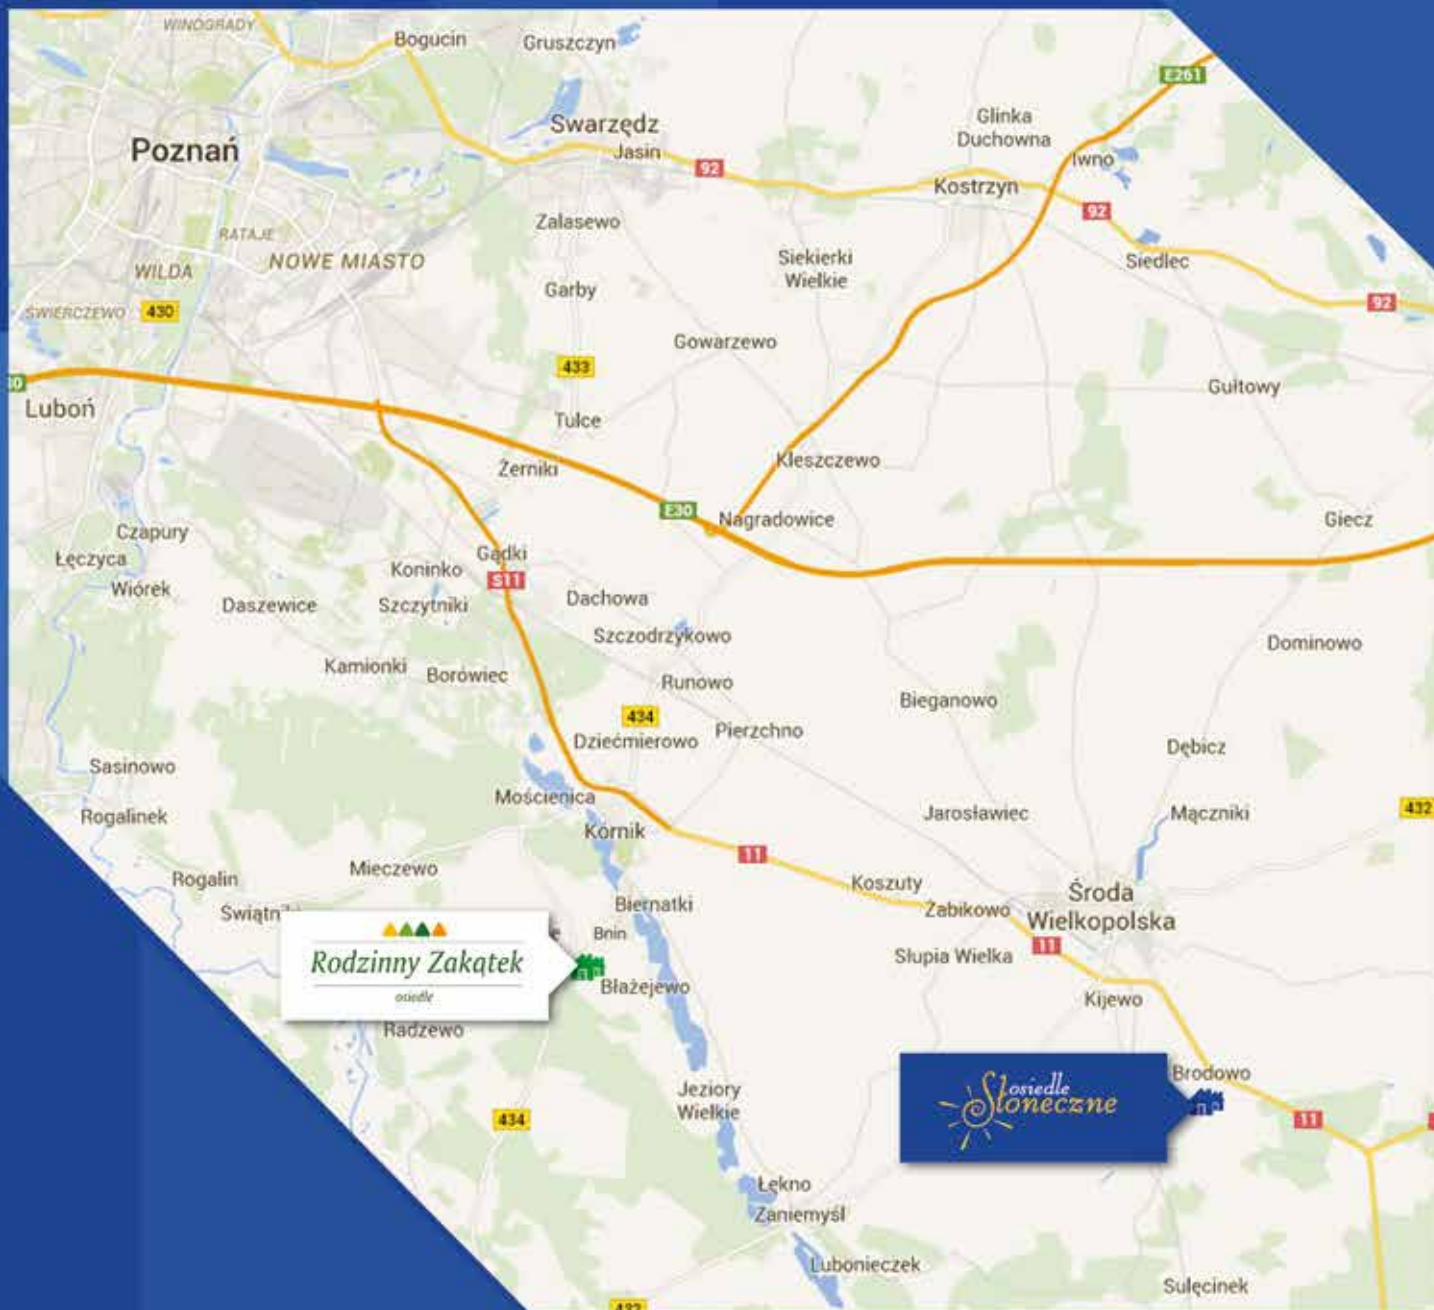 WINOGRADY
Bogucin
Gruszczyn
E261
Swarzędz
Jasin
Poznań
92
Glinka
Duchowna
Iwno
Kostrzyn
92
Zalasewo
RATAJE
NOWE MIASTO
WILDA
Siekierki
Wielkie
Siedlec
Garby
ŚWIERCZEWO
430
92
Gowarzewo
433
Gułtowy
Luboń
Tulce
Kleszczewo
Żerniki
E30
Nagradowice
Giecz
Czapury
Łęczyca
Gądki
Koninko
S11
Wiórek
Daszewice
Szczytniki
Dachowa
Szczodrzykowo
Dominowo
Kamionki
Borówiec
Runowo
Bieganowo
434
Dziećmierowo
Pierzchno
Dębicz
Sasinowo
Mościenica
Rogalinek
Jarosławiec
Mączniki
432
Kórnik
11
Mieczewo
Rogalin
Koszuty
Środa
Wielkopolska
Żabikowo
Biernatki
Bnin
11
Słupia Wielka
Rodzinny Zakątek
osiedle
Błażejewo
Kijewo
Radzewo
Brodowo
osiedle
Słoneczne
Jeziory
Wielkie
434
11
Łękno
Zaniemyśl
Lubonieczek
Sulęcinek
432